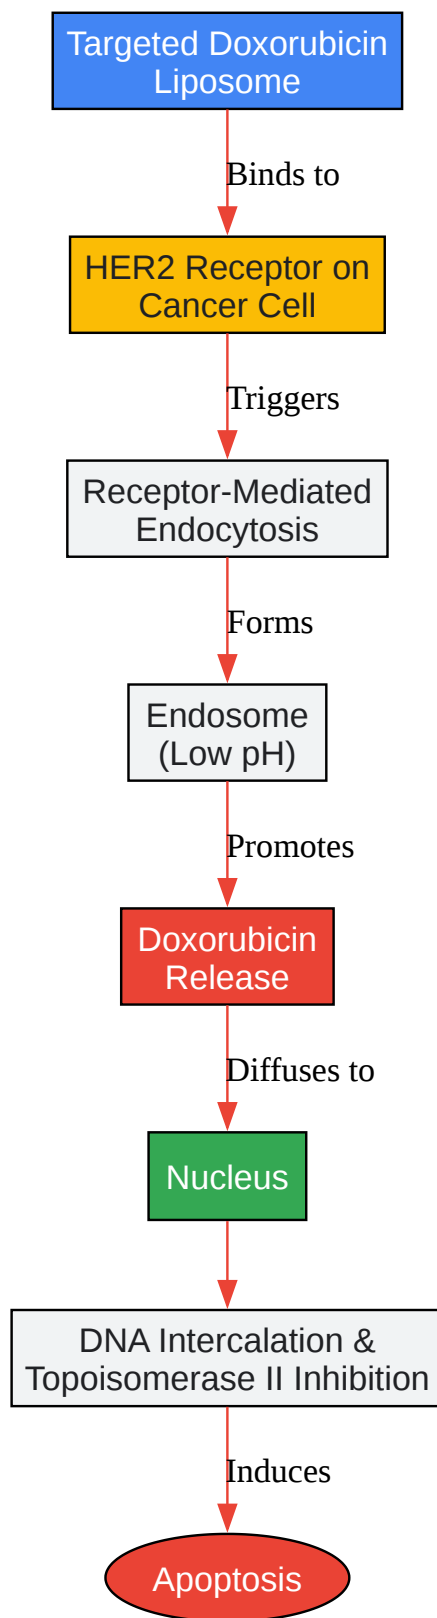 Targeted Doxorubicin
Liposome
Binds to
HER2 Receptor on
Cancer Cell
Triggers
Receptor-Mediated
Endocytosis
Forms
Endosome
(Low pH)
Promotes
Doxorubicin
Release
Diffuses to
Nucleus
DNA Intercalation &
Topoisomerase II Inhibition
Induces
Apoptosis